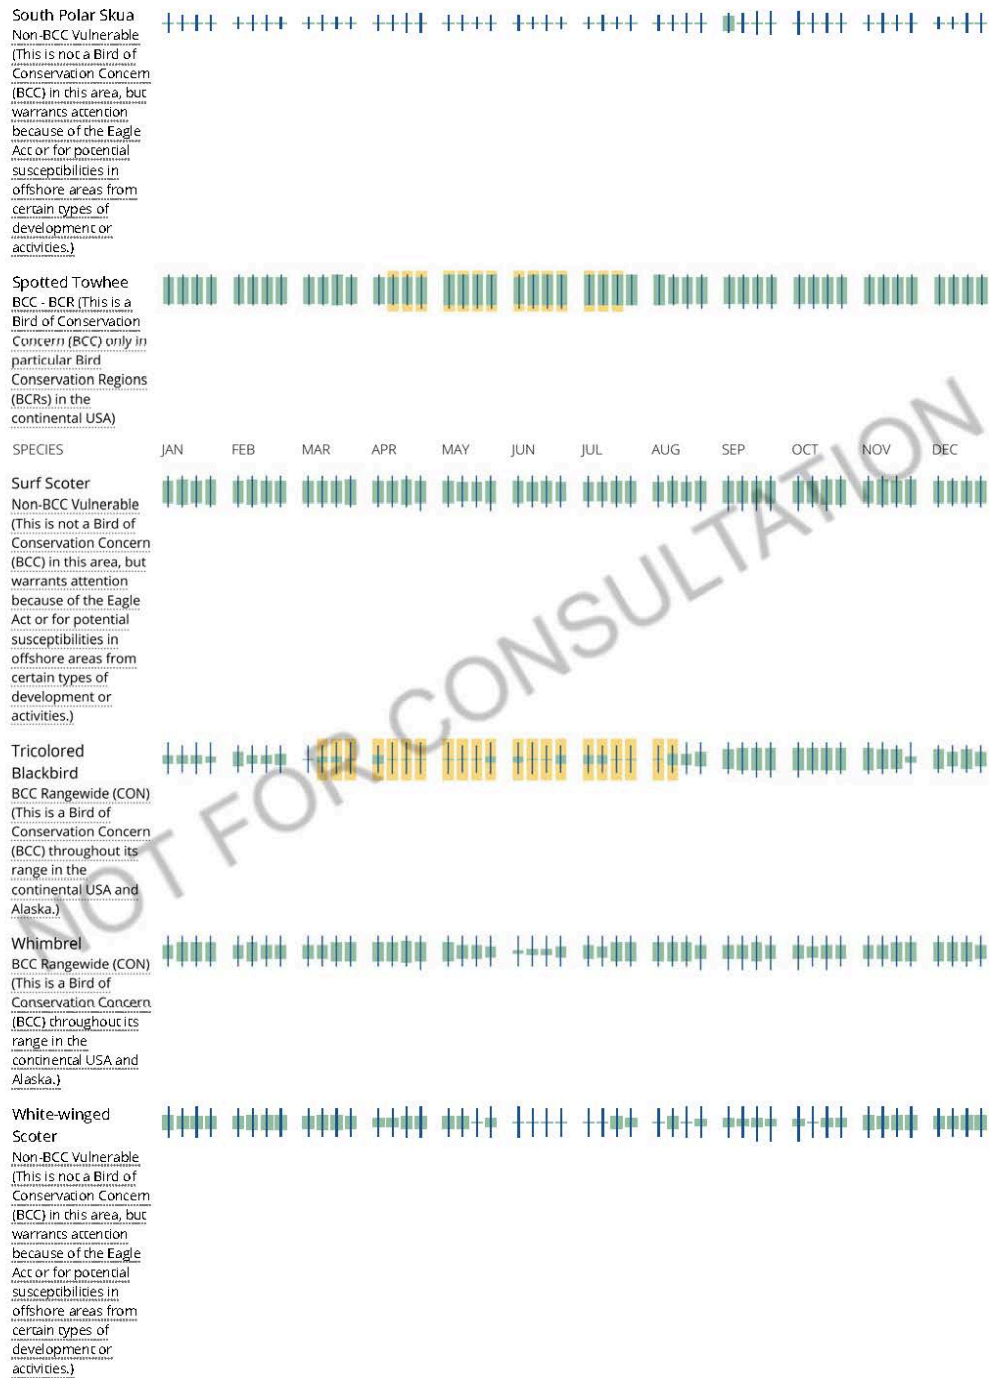 South Polar Skua
Non-BCC Vulnerable
(This is not a Bird of
Conservation Concern
(BCC) in this area, but
warrants attention
because of the Eagle
Act or for potential
susceptibilities in
offshore areas from
certain types of
development or
activities.)
Spotted Towhee
BCC - BCR (This is a
Bird of Conservation
Concern (BCC) only in
particular Bird
Conservation Regions
(BCRs) in the
continental USA)
SPECIES JAN FEB MAR APR MAY JUN JUL AUG SEP OCT NOV DEC
Surf Scoter
Non-BCC Vulnerable
(This is not a Bird of
Conservation Concern
(BCC) in this area, but
warrants attention
because of the Eagle
Act or for potential
susceptibilities in
offshore areas from
certain types of
development or
activities.)
Tricolored
Blackbird
BCC Rangewide (CON)
(This is a Bird of
Conservation Concern
(BCC) throughout its
range in the
continental USA and
Alaska.)
Whimbrel
BCC Rangewide (CON)
(This is a Bird of
Conservation Concern
(BCC) throughout its
range in the
continental USA and
Alaska.)
White-winged
Scoter
Non-BCC Vulnerable
(This is not a Bird of
Conservation Concern
(BCC) in this area, but
warrants attention
because of the Eagle
Act or for potential
susceptibilities in
offshore areas from
certain types of
development or
activities.)
NOT FOR CONSULTATION